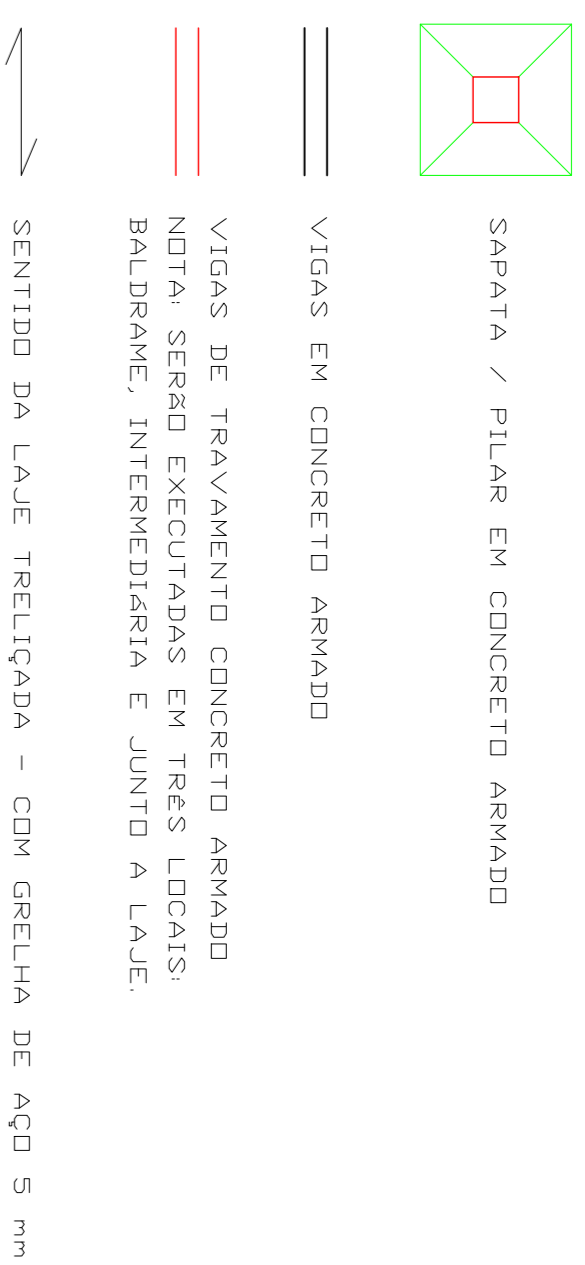 SAPATA / PILAR EM CONCRETO ARMADO
VIGAS EM CONCRETO ARMADO
VIGAS DE TRAVAMENTO CONCRETO ARMADO
NOTA: SERÃO EXECUTADAS EM TRÊS LOCAIS:
BALDRAME, INTERMEDIÁRIA E JUNTO A LAJE.
SENTIDO DA LAJE TRELIÇADA - COM GRELHA DE AÇO 5 mm